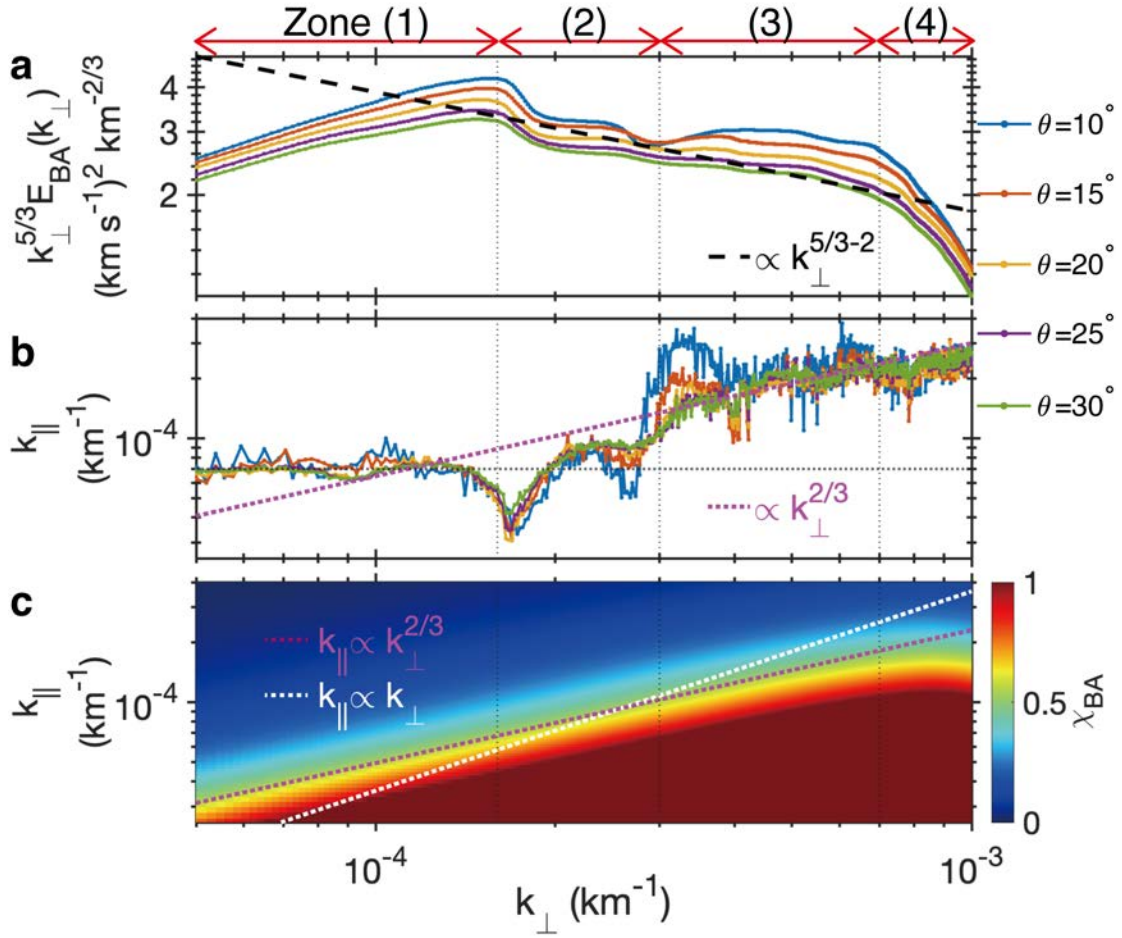 Zone (1) (2) (3) (4)
a
4
3
2
k⊥^5/3 E_BA(k⊥)
(km s^-1)^2 km^-2/3
∝ k⊥^5/3-2
θ=10°
θ=15°
θ=20°
θ=25°
θ=30°
b
10^-4
k||
(km^-1)
∝ k⊥^2/3
c
k|| ∝ k⊥^2/3
k|| ∝ k⊥
10^-4
k||
(km^-1)
1
0.5
0
χ_BA
10^-4 10^-3
k⊥ (km^-1)